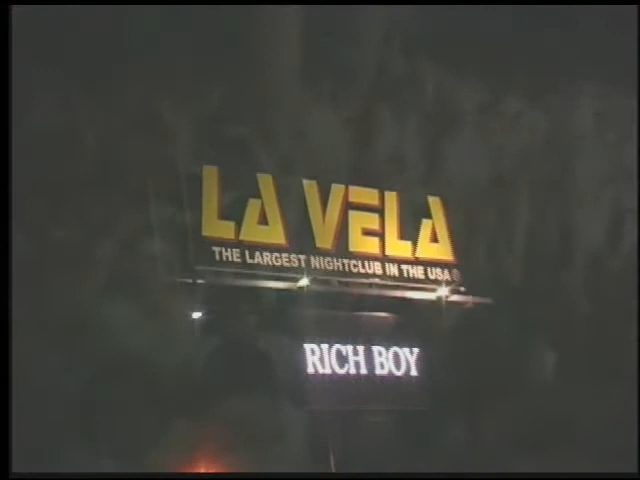 LA VELA
THE LARGEST NIGHTCLUB IN THE USA®
RICH BOY